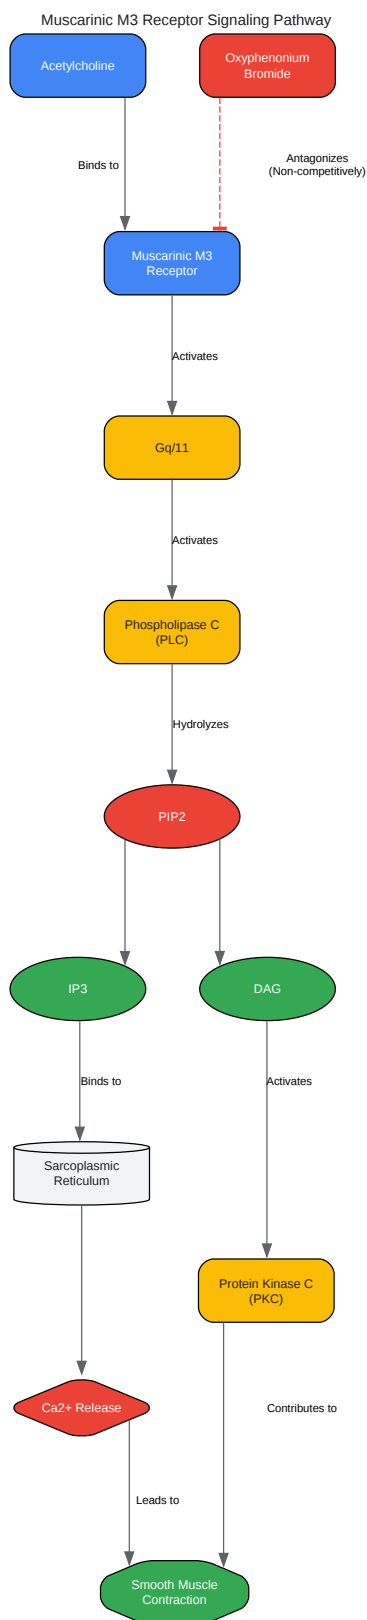 Muscarinic M3 Receptor Signaling Pathway
Acetylcholine
Oxyphenonium
Bromide
Binds to
Antagonizes
(Non-competitively)
Muscarinic M3
Receptor
Activates
Gq/11
Activates
Phospholipase C
(PLC)
Hydrolyzes
PIP2
IP3
DAG
Binds to
Activates
Sarcoplasmic
Reticulum
Protein Kinase C
(PKC)
Ca2+ Release
Contributes to
Leads to
Smooth Muscle
Contraction